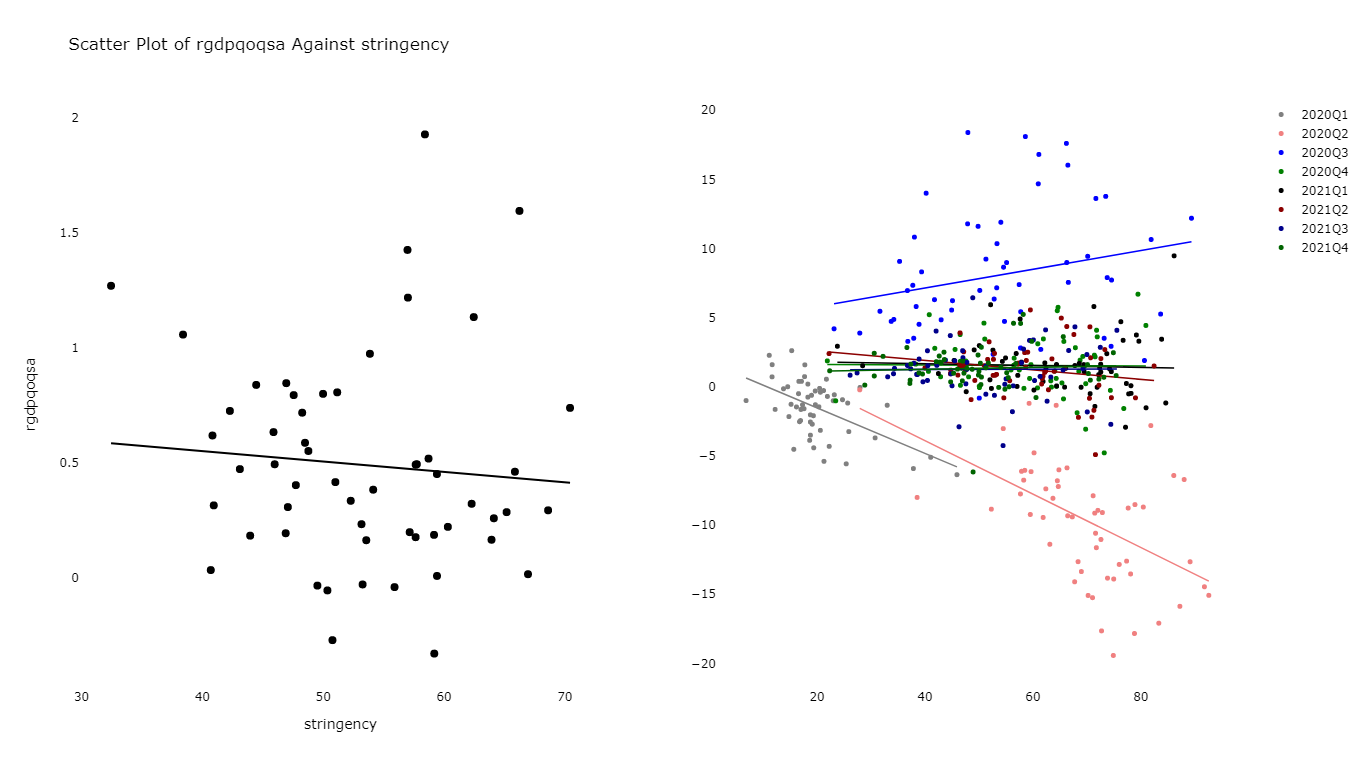 Scatter Plot of rgdpqoqsa Against stringency
2
1.5
1
0.5
0
rgdpqoqsa
30 40 50 60 70
stringency
20
15
10
5
0
−5
−10
−15
−20
20 40 60 80
2020Q1
2020Q2
2020Q3
2020Q4
2021Q1
2021Q2
2021Q3
2021Q4